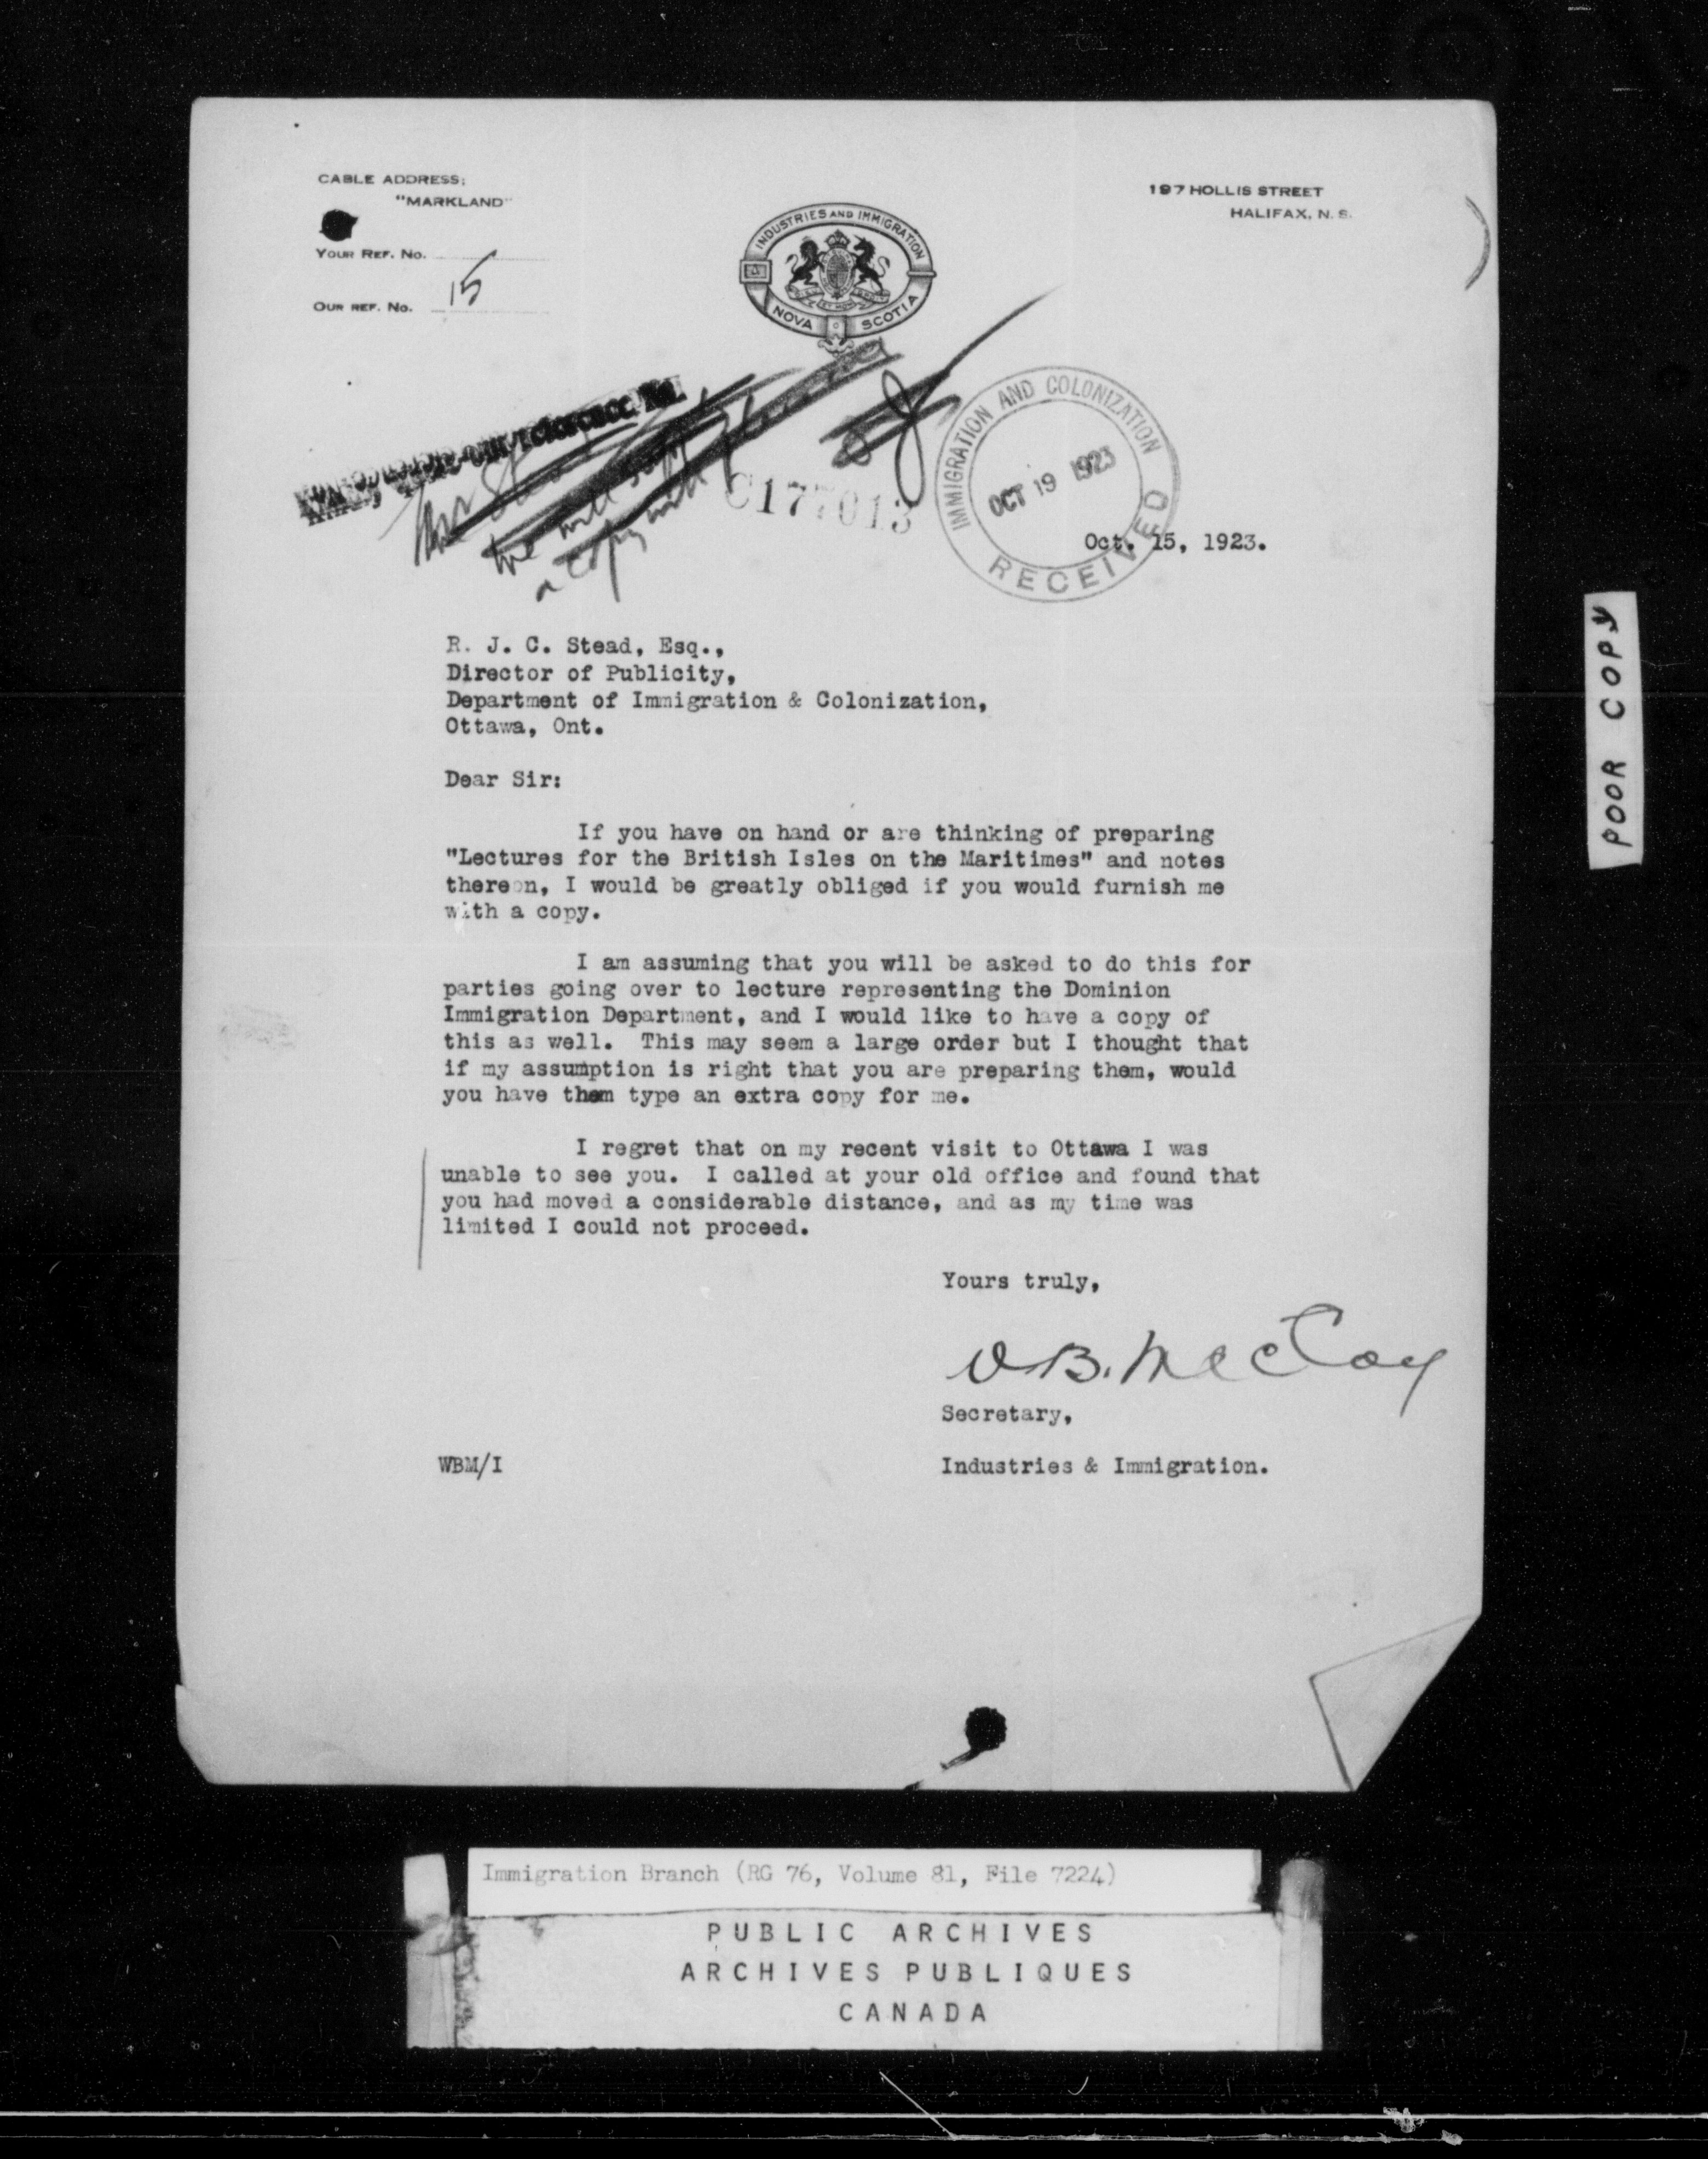 CABLE ADDRESS;
"MARKLAND"
197 HOLLIS STREET
HALIFAX, N. S.
YOUR REF. No.
OUR REF. No. 15
INDUSTRIES AND IMMIGRATION
NOVA SCOTIA
reference No.
we will send
a copy
C177013
IMMIGRATION AND COLONIZATION
OCT 19 1923
RECEIVED
Oct. 15, 1923.
R. J. C. Stead, Esq.,
Director of Publicity,
Department of Immigration & Colonization,
Ottawa, Ont.
Dear Sir:
If you have on hand or are thinking of preparing
"Lectures for the British Isles on the Maritimes" and notes
thereon, I would be greatly obliged if you would furnish me
with a copy.
I am assuming that you will be asked to do this for
parties going over to lecture representing the Dominion
Immigration Department, and I would like to have a copy of
this as well. This may seem a large order but I thought that
if my assumption is right that you are preparing them, would
you have them type an extra copy for me.
I regret that on my recent visit to Ottawa I was
unable to see you. I called at your old office and found that
you had moved a considerable distance, and as my time was
limited I could not proceed.
Yours truly,
W.B. McCoy
Secretary,
WBM/I
Industries & Immigration.
POOR COPY
Immigration Branch (RG 76, Volume 81, File 7224)
PUBLIC ARCHIVES
ARCHIVES PUBLIQUES
CANADA